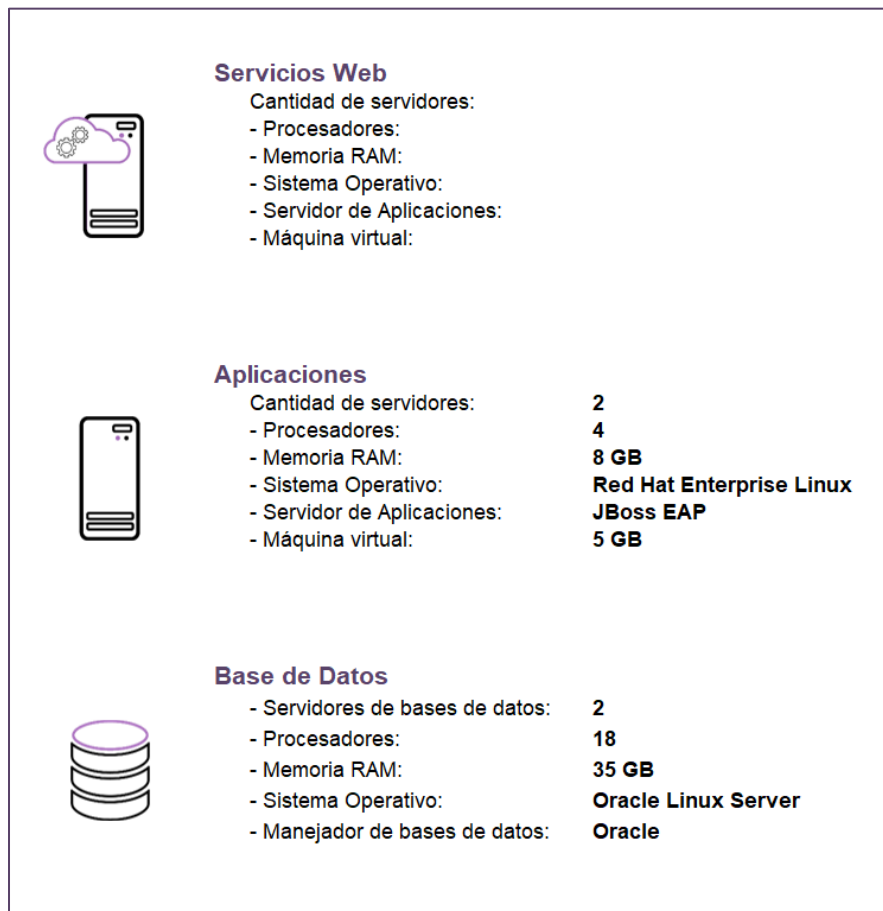 Servicios Web
Cantidad de servidores:
- Procesadores:
- Memoria RAM:
- Sistema Operativo:
- Servidor de Aplicaciones:
- Máquina virtual:
Aplicaciones
Cantidad de servidores: 2
- Procesadores: 4
- Memoria RAM: 8 GB
- Sistema Operativo: Red Hat Enterprise Linux
- Servidor de Aplicaciones: JBoss EAP
- Máquina virtual: 5 GB
Base de Datos
- Servidores de bases de datos: 2
- Procesadores: 18
- Memoria RAM: 35 GB
- Sistema Operativo: Oracle Linux Server
- Manejador de bases de datos: Oracle